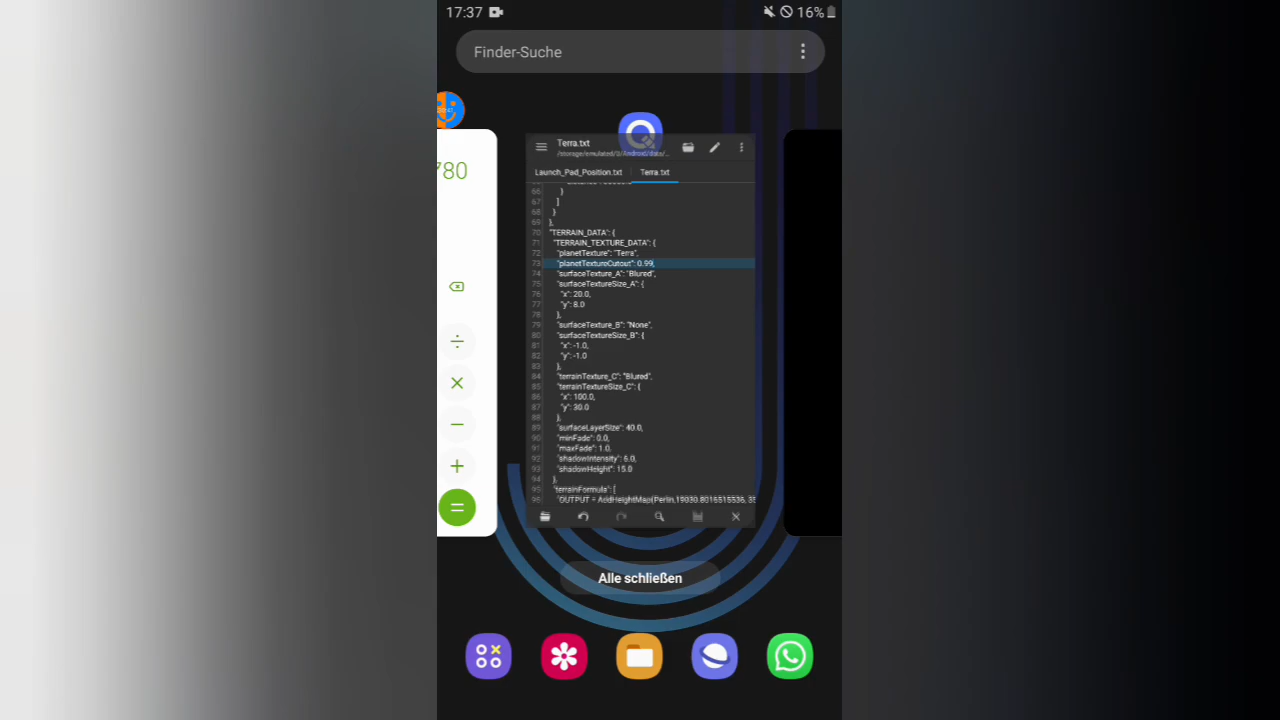 17:37
16%
Finder-Suche
780
÷
×
−
+
=
Terra.txt
Launch_Pad_Position.txt
Terra.txt
66 }
67 ]
68 }
69 },
70 "TERRAIN_DATA": {
71 "TERRAIN_TEXTURE_DATA": {
72 "planetTexture": "Terra",
73 "planetTextureCutout": 0.99,
74 "surfaceTexture_A": "Blured",
75 "surfaceTextureSize_A": {
76 "x": 20.0,
77 "y": 8.0
78 },
79 "surfaceTexture_B": "None",
80 "surfaceTextureSize_B": {
81 "x": -1.0,
82 "y": -1.0
83 },
84 "terrainTexture_C": "Blured",
85 "terrainTextureSize_C": {
86 "x": 100.0,
87 "y": 30.0
88 },
89 "surfaceLayerSize": 40.0,
90 "minFade": 0.0,
91 "maxFade": 1.0,
92 "shadowIntensity": 6.0,
93 "shadowHeight": 15.0
94 },
95 "terrainFormula": [
96 "OUTPUT = AddHeightMap(Perlin,
Alle schließen